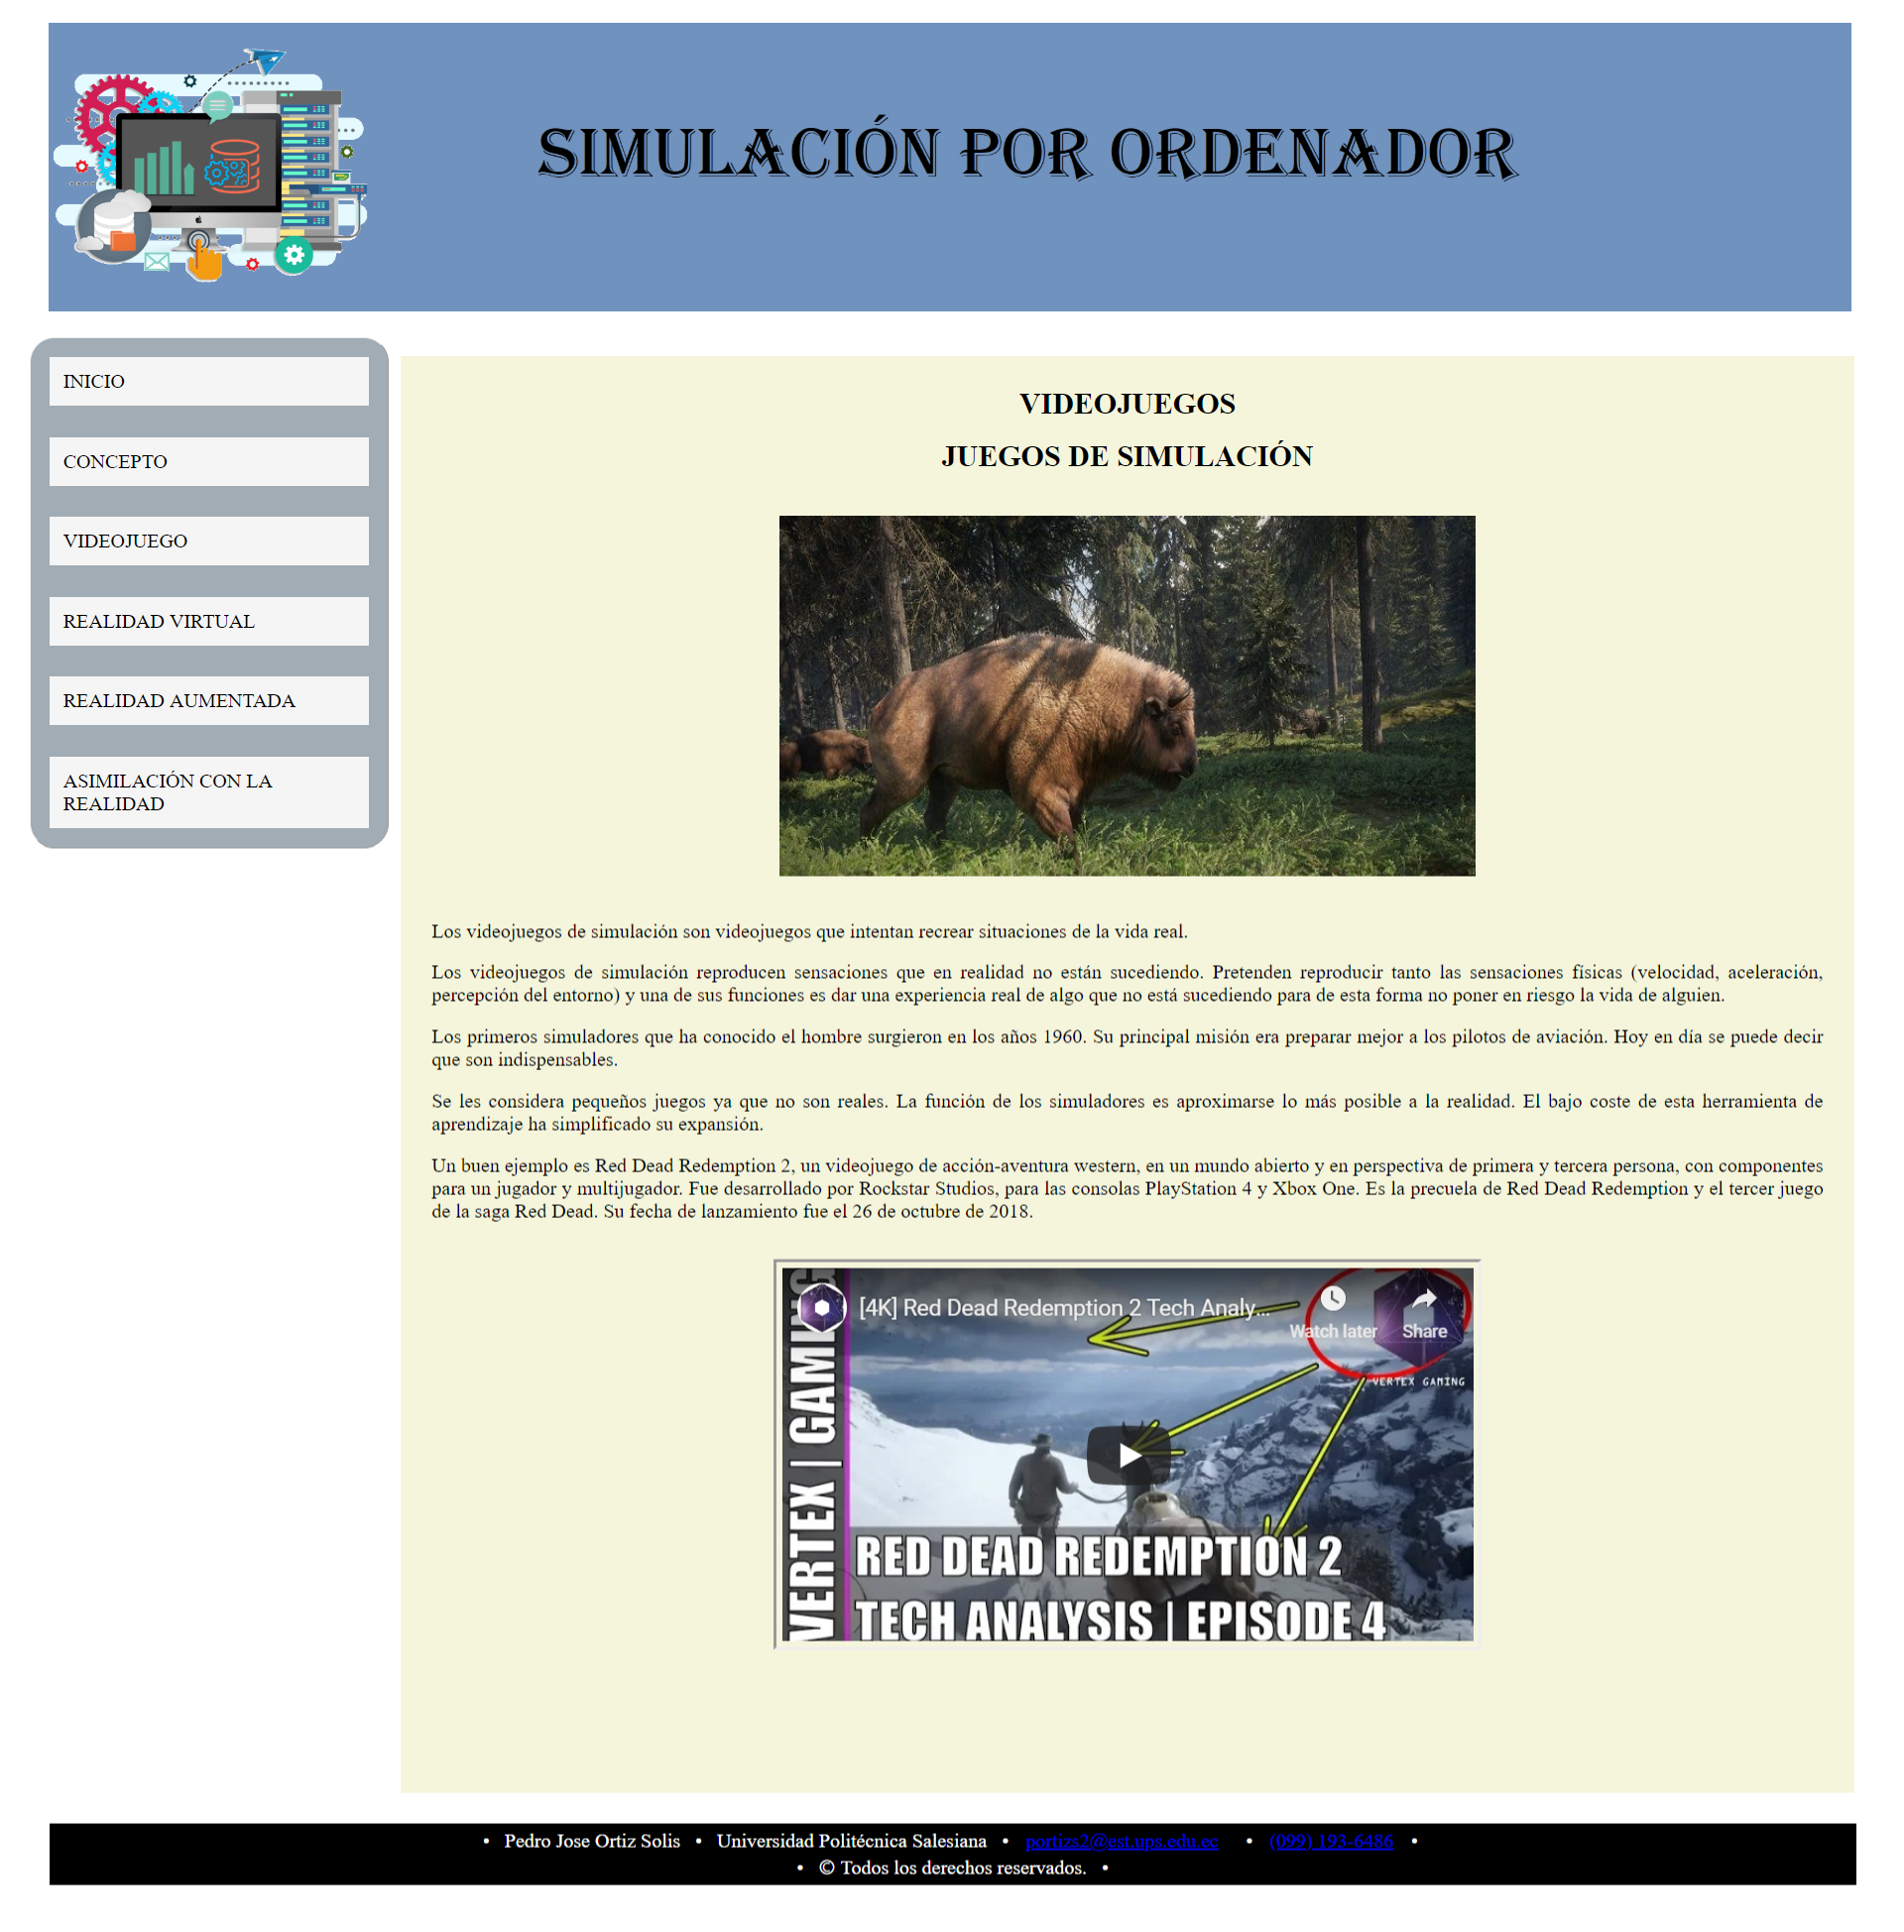 SIMULACIÓN POR ORDENADOR
INICIO
CONCEPTO
VIDEOJUEGO
REALIDAD VIRTUAL
REALIDAD AUMENTADA
ASIMILACIÓN CON LA
REALIDAD
VIDEOJUEGOS
JUEGOS DE SIMULACIÓN
Los videojuegos de simulación son videojuegos que intentan recrear situaciones de la vida real.
Los videojuegos de simulación reproducen sensaciones que en realidad no están sucediendo. Pretenden reproducir tanto las sensaciones físicas (velocidad, aceleración,
percepción del entorno) y una de sus funciones es dar una experiencia real de algo que no está sucediendo para de esta forma no poner en riesgo la vida de alguien.
Los primeros simuladores que ha conocido el hombre surgieron en los años 1960. Su principal misión era preparar mejor a los pilotos de aviación. Hoy en día se puede decir
que son indispensables.
Se les considera pequeños juegos ya que no son reales. La función de los simuladores es aproximarse lo más posible a la realidad. El bajo coste de esta herramienta de
aprendizaje ha simplificado su expansión.
Un buen ejemplo es Red Dead Redemption 2, un videojuego de acción-aventura western, en un mundo abierto y en perspectiva de primera y tercera persona, con componentes
para un jugador y multijugador. Fue desarrollado por Rockstar Studios, para las consolas PlayStation 4 y Xbox One. Es la precuela de Red Dead Redemption y el tercer juego
de la saga Red Dead. Su fecha de lanzamiento fue el 26 de octubre de 2018.
[4K] Red Dead Redemption 2 Tech Analy...
Watch later
Share
VERTEX GAMING
VERTEX | GAMING
RED DEAD REDEMPTION 2
TECH ANALYSIS | EPISODE 4
• Pedro Jose Ortiz Solis • Universidad Politécnica Salesiana • portizs2@est.ups.edu.ec • (099) 193-6486 •
• © Todos los derechos reservados. •